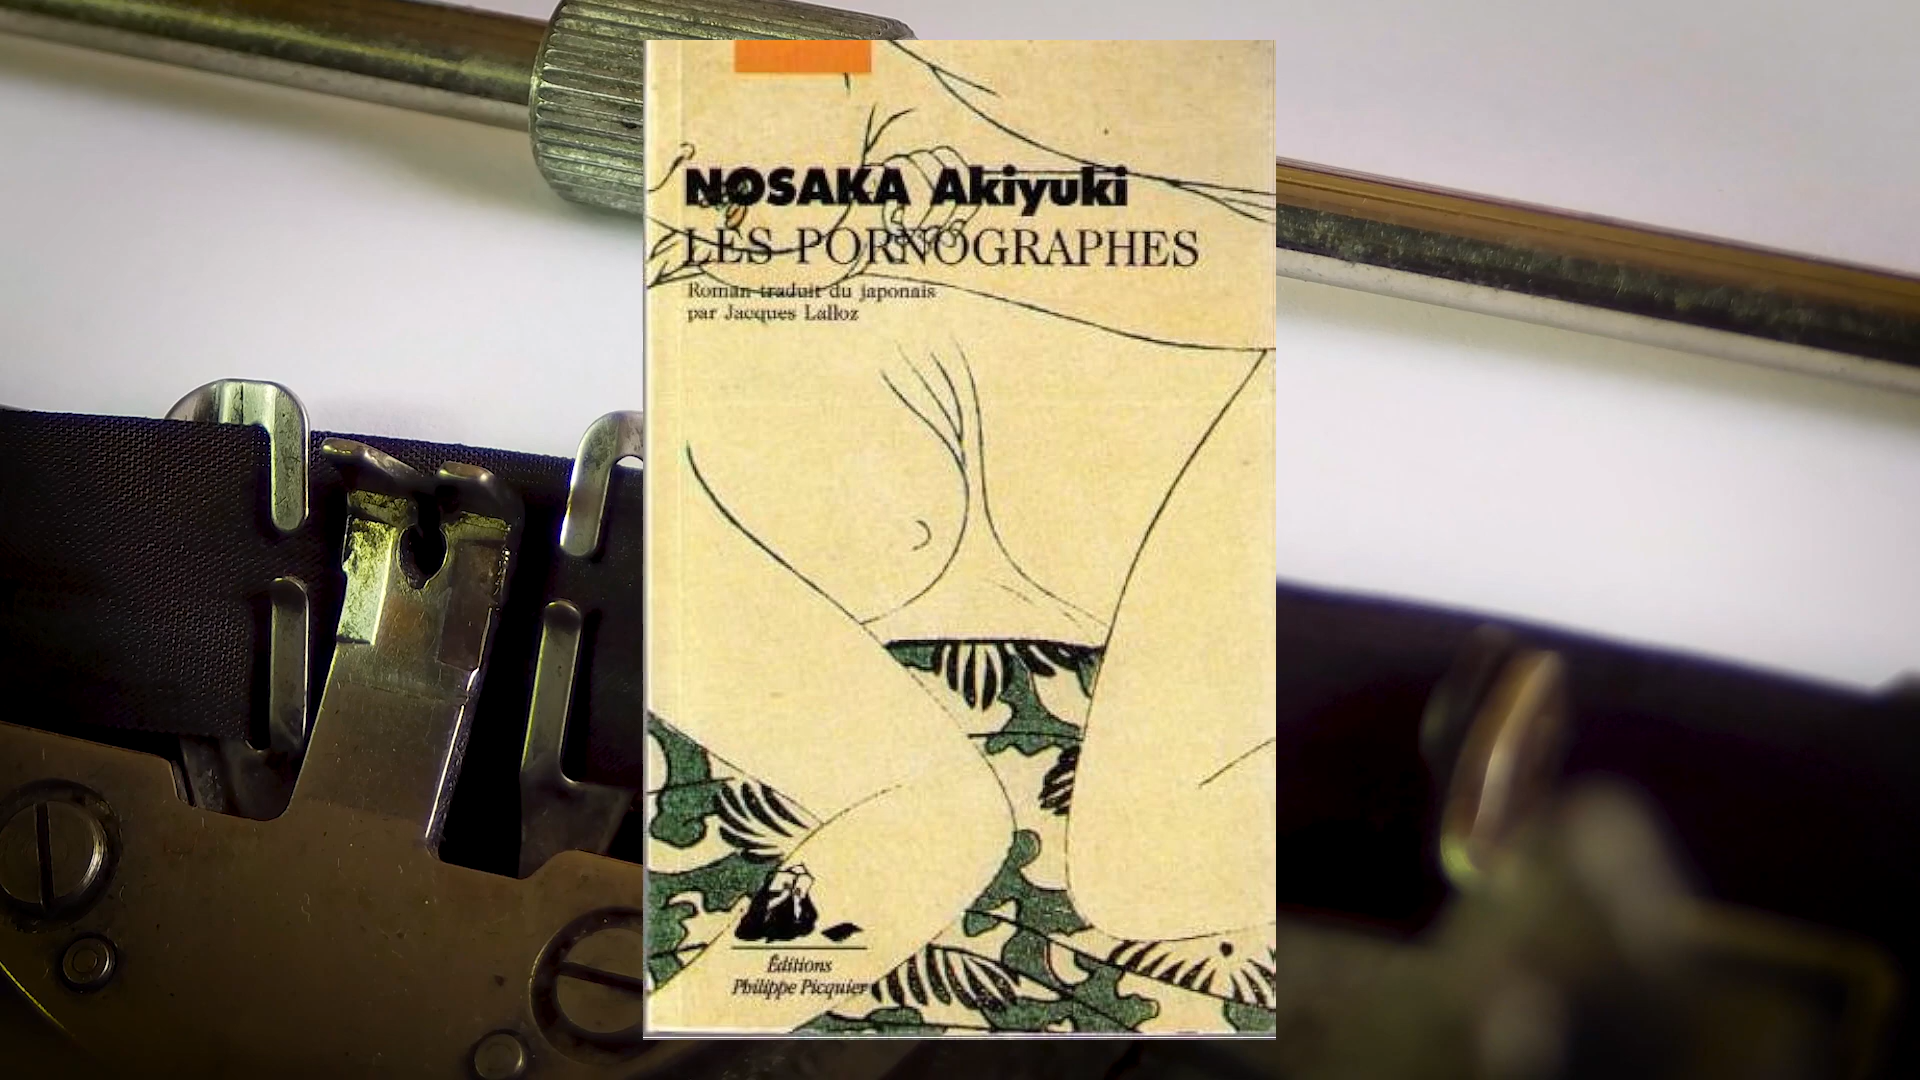 NOSAKA Akiyuki
LES PORNOGRAPHES
Roman traduit du japonais
par Jacques Lalloz
Éditions
Philippe Picquier